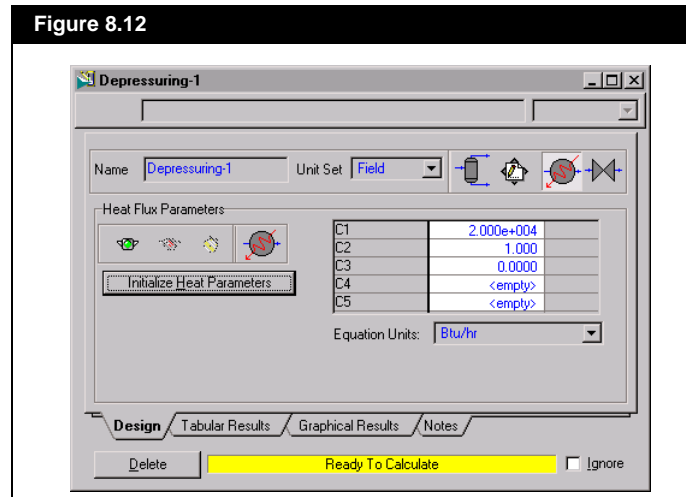 Figure 8.12
Depressuring-1
Name Depressuring-1 Unit Set Field
Heat Flux Parameters
C1 2.000e+004
C2 1.000
C3 0.0000
C4 <empty>
C5 <empty>
Initialize Heat Parameters
Equation Units: Btu/hr
Design Tabular Results Graphical Results Notes
Delete Ready To Calculate Ignore